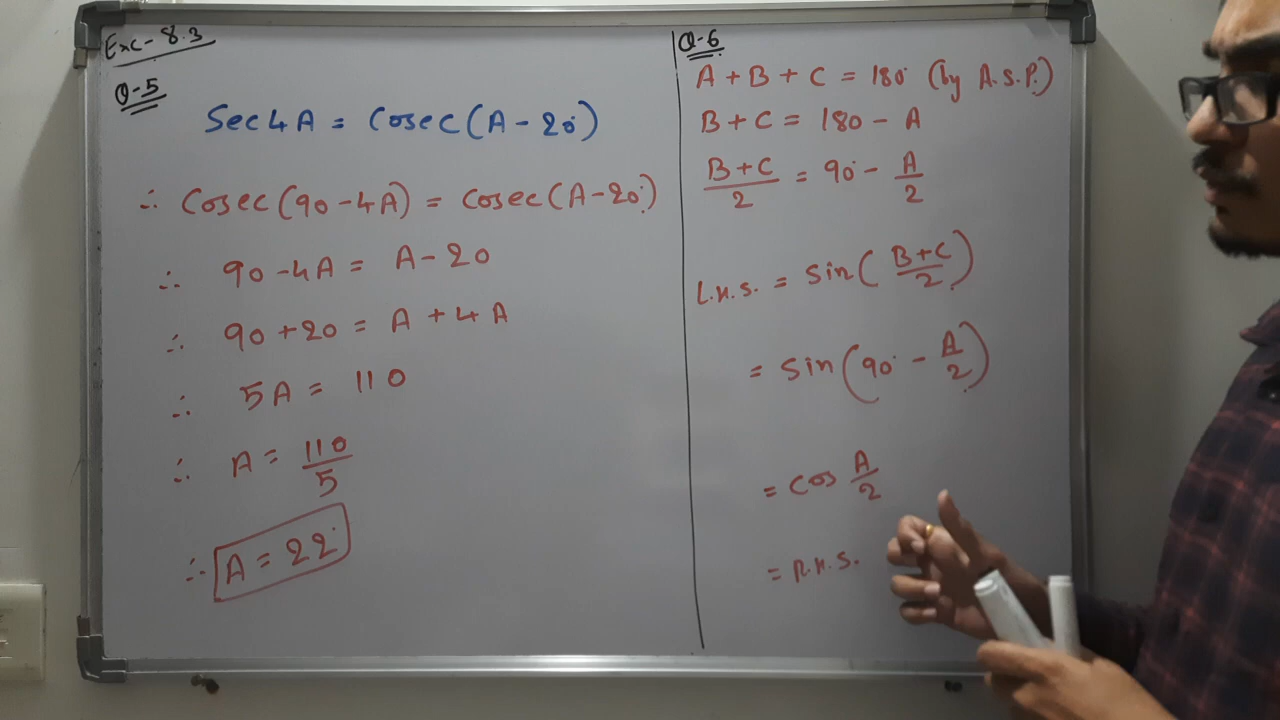 Exc-8.3
Q-5
Sec4A = Cosec(A-20°)
∴ Cosec(90-4A) = Cosec(A-20°)
∴ 90-4A = A-20
∴ 90+20 = A+4A
∴ 5A = 110
∴ A = 110/5
∴ A = 22°
Q-6
A+B+C = 180° (by A.S.P.)
B+C = 180 - A
B+C/2 = 90° - A/2
L.H.S. = Sin(B+C/2)
= Sin(90° - A/2)
= Cos A/2
= R.H.S.